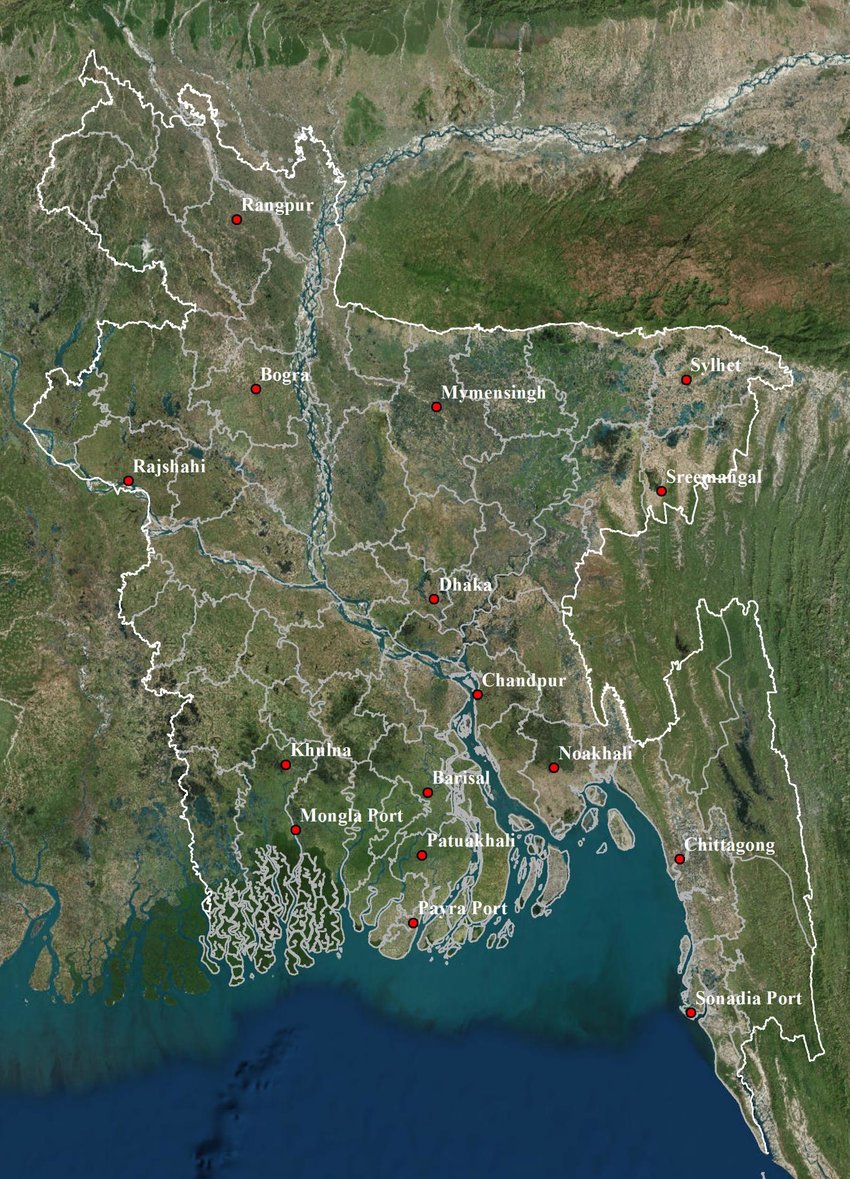 Rangpur
Bogra
Sylhet
Mymensingh
Rajshahi
Sreemangal
Dhaka
Chandpur
Khulna
Noakhali
Barisal
Mongla Port
Patuakhali
Chittagong
Payra Port
Sonadia Port